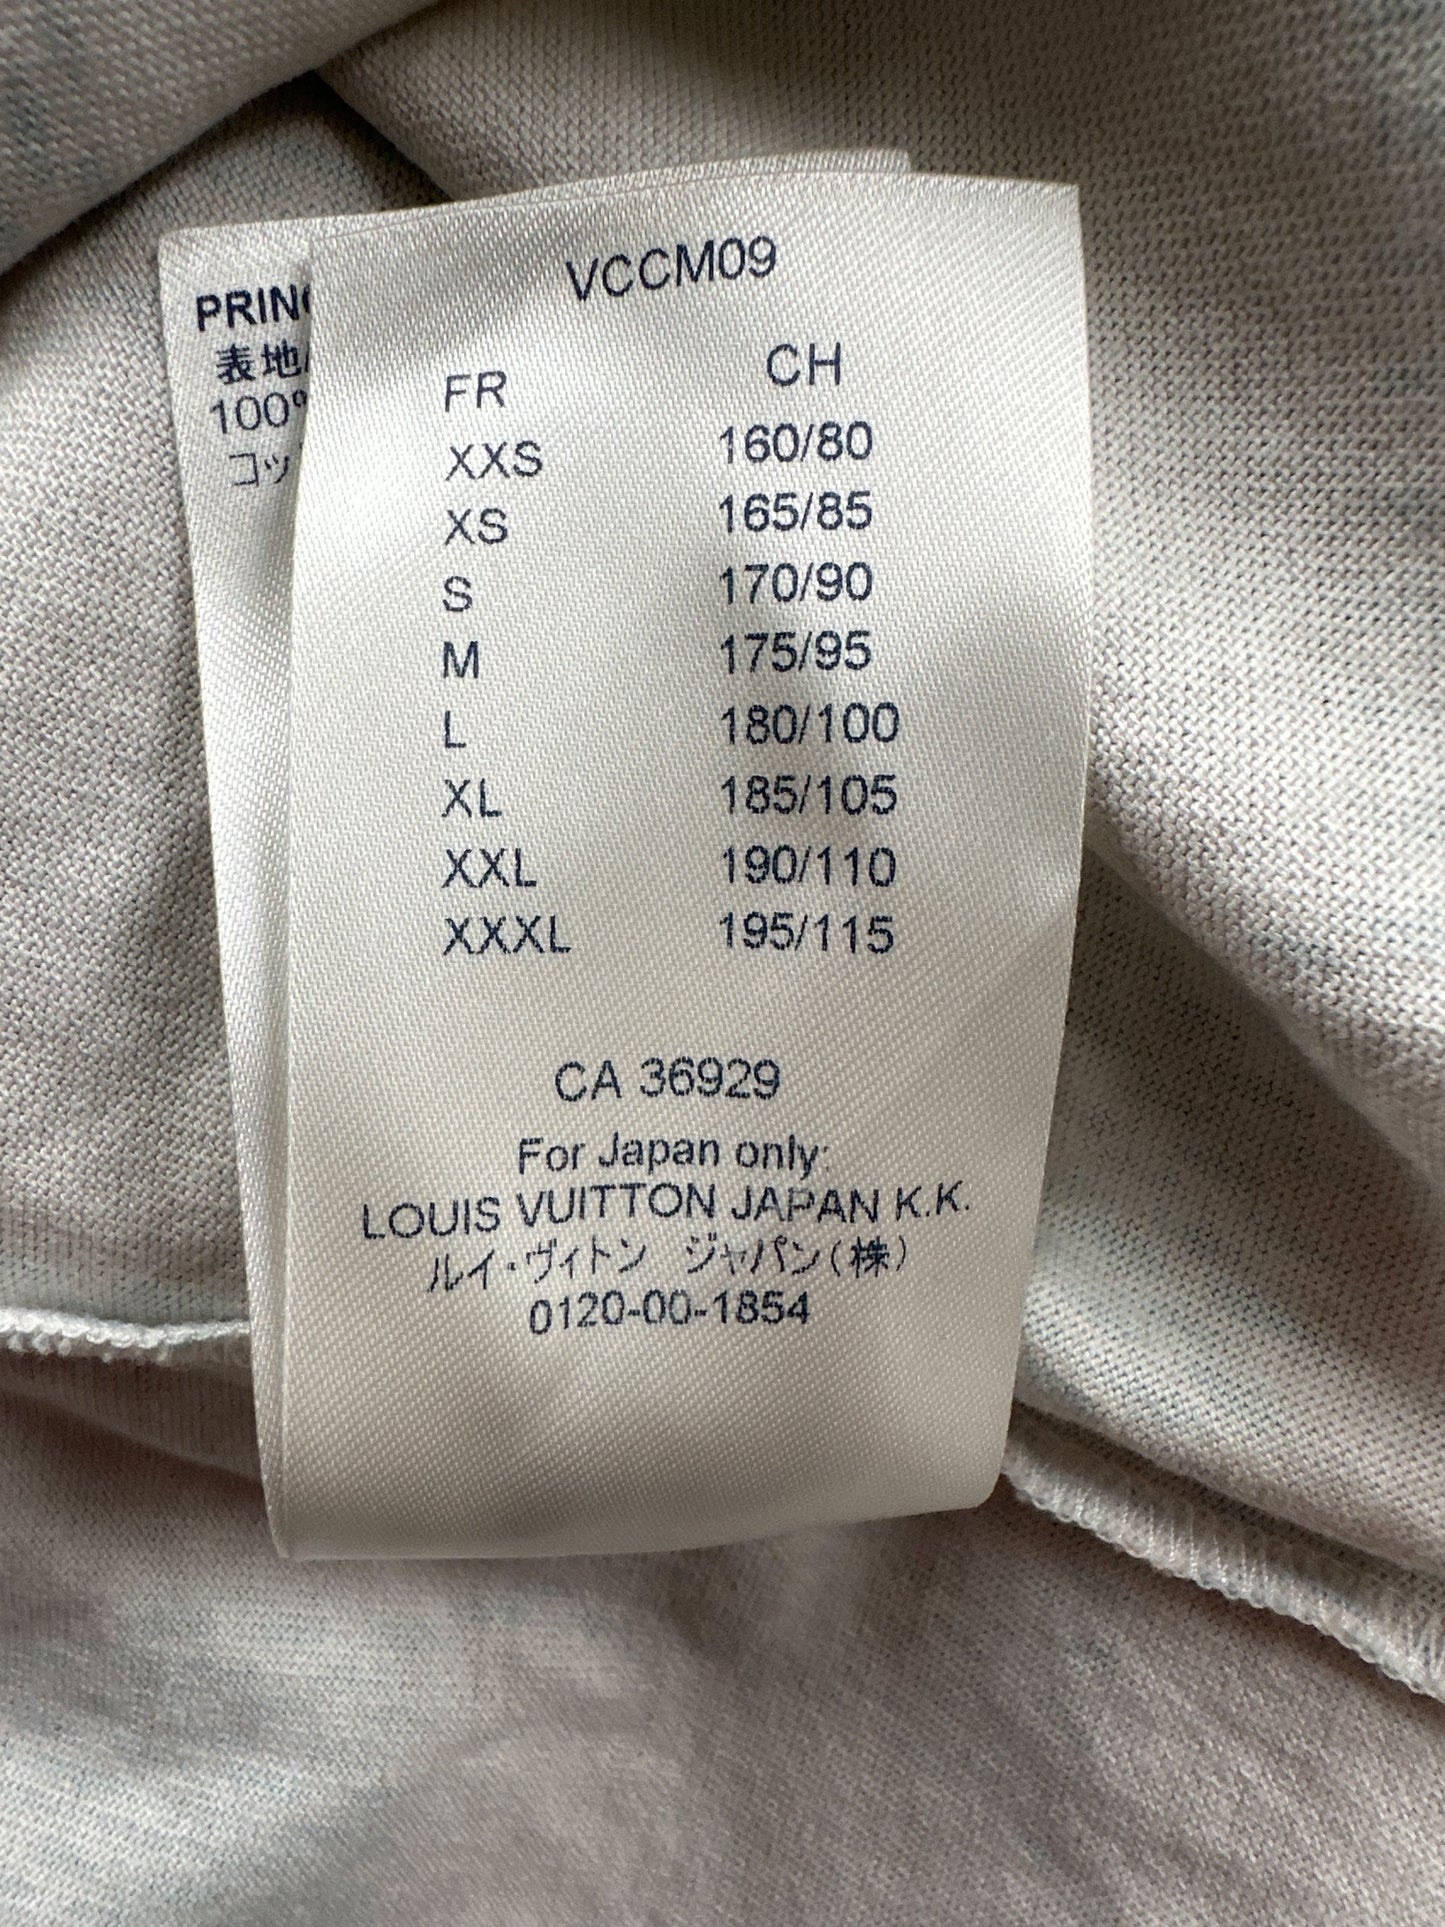 VCCM09
FR CH
XXS 160/80
XS 165/85
S 170/90
M 175/95
L 180/100
XL 185/105
XXL 190/110
XXXL 195/115
CA 36929
For Japan only:
LOUIS VUITTON JAPAN K.K.
ルイ・ヴィトン ジャパン(株)
0120-00-1854
表地